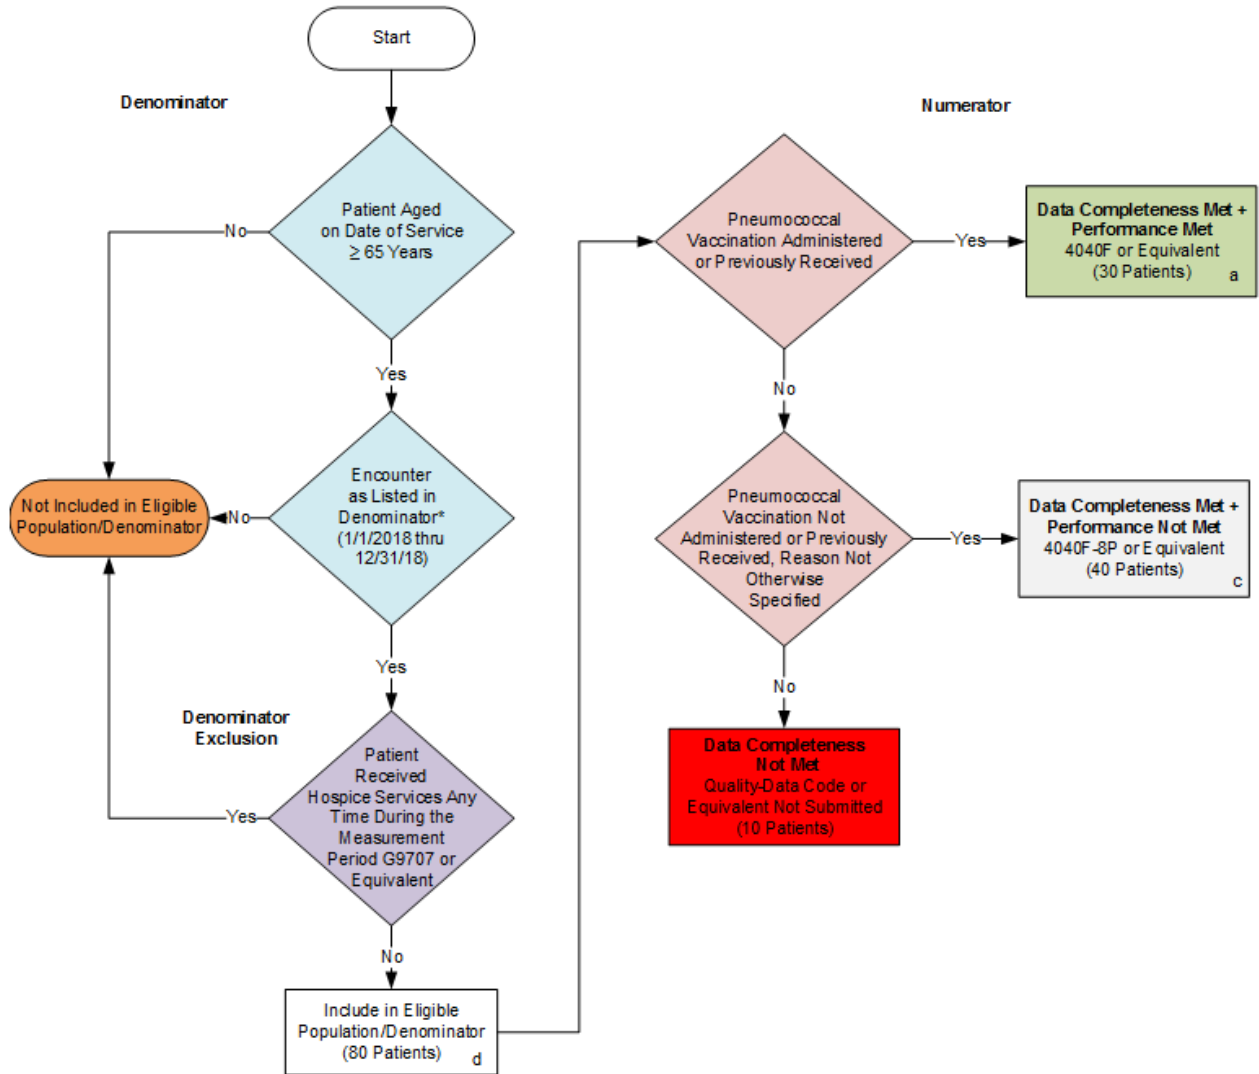 Start
Denominator
Patient Aged
on Date of Service
≥ 65 Years
No
Yes
Encounter
as Listed in
Denominator*
(1/1/2018 thru
12/31/18)
No
Not Included in Eligible
Population/Denominator
Yes
Denominator
Exclusion
Patient
Received
Hospice Services Any
Time During the
Measurement
Period G9707 or
Equivalent
Yes
No
Include in Eligible
Population/Denominator
(80 Patients)
d
Numerator
Pneumococcal
Vaccination Administered
or Previously Received
Yes
Data Completeness Met +
Performance Met
4040F or Equivalent
(30 Patients)
a
No
Pneumococcal
Vaccination Not
Administered or Previously
Received, Reason Not
Otherwise
Specified
Yes
Data Completeness Met +
Performance Not Met
4040F-8P or Equivalent
(40 Patients)
c
No
Data Completeness
Not Met
Quality-Data Code or
Equivalent Not Submitted
(10 Patients)